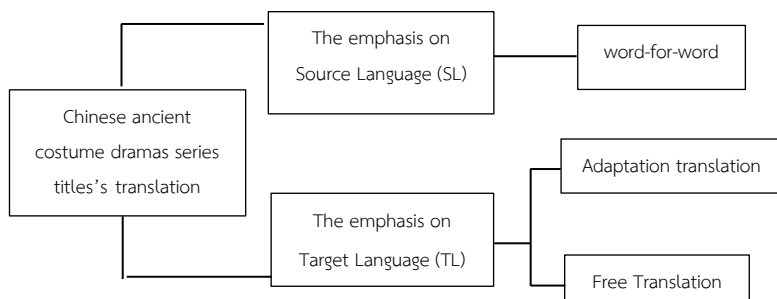 The emphasis on
Source Language (SL)
word-for-word
Chinese ancient
costume dramas series
titles’s translation
Adaptation translation
The emphasis on
Target Language (TL)
Free Translation